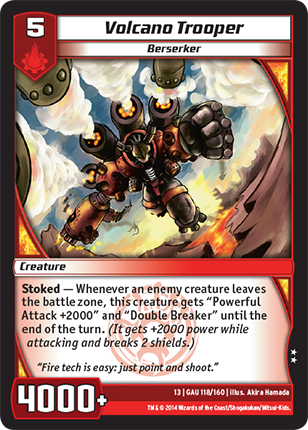 5
Volcano Trooper
Berserker
Creature
Stoked — Whenever an enemy creature leaves
the battle zone, this creature gets “Powerful
Attack +2000” and “Double Breaker” until the
end of the turn. (It gets +2000 power while
attacking and breaks 2 shields.)
“Fire tech is easy: just point and shoot.”
13 | GAU 118/160 | illus. Akira Hamada
4000+
TM & © 2014 Wizards of the Coast/Shogakukan/Mitsui-Kids.